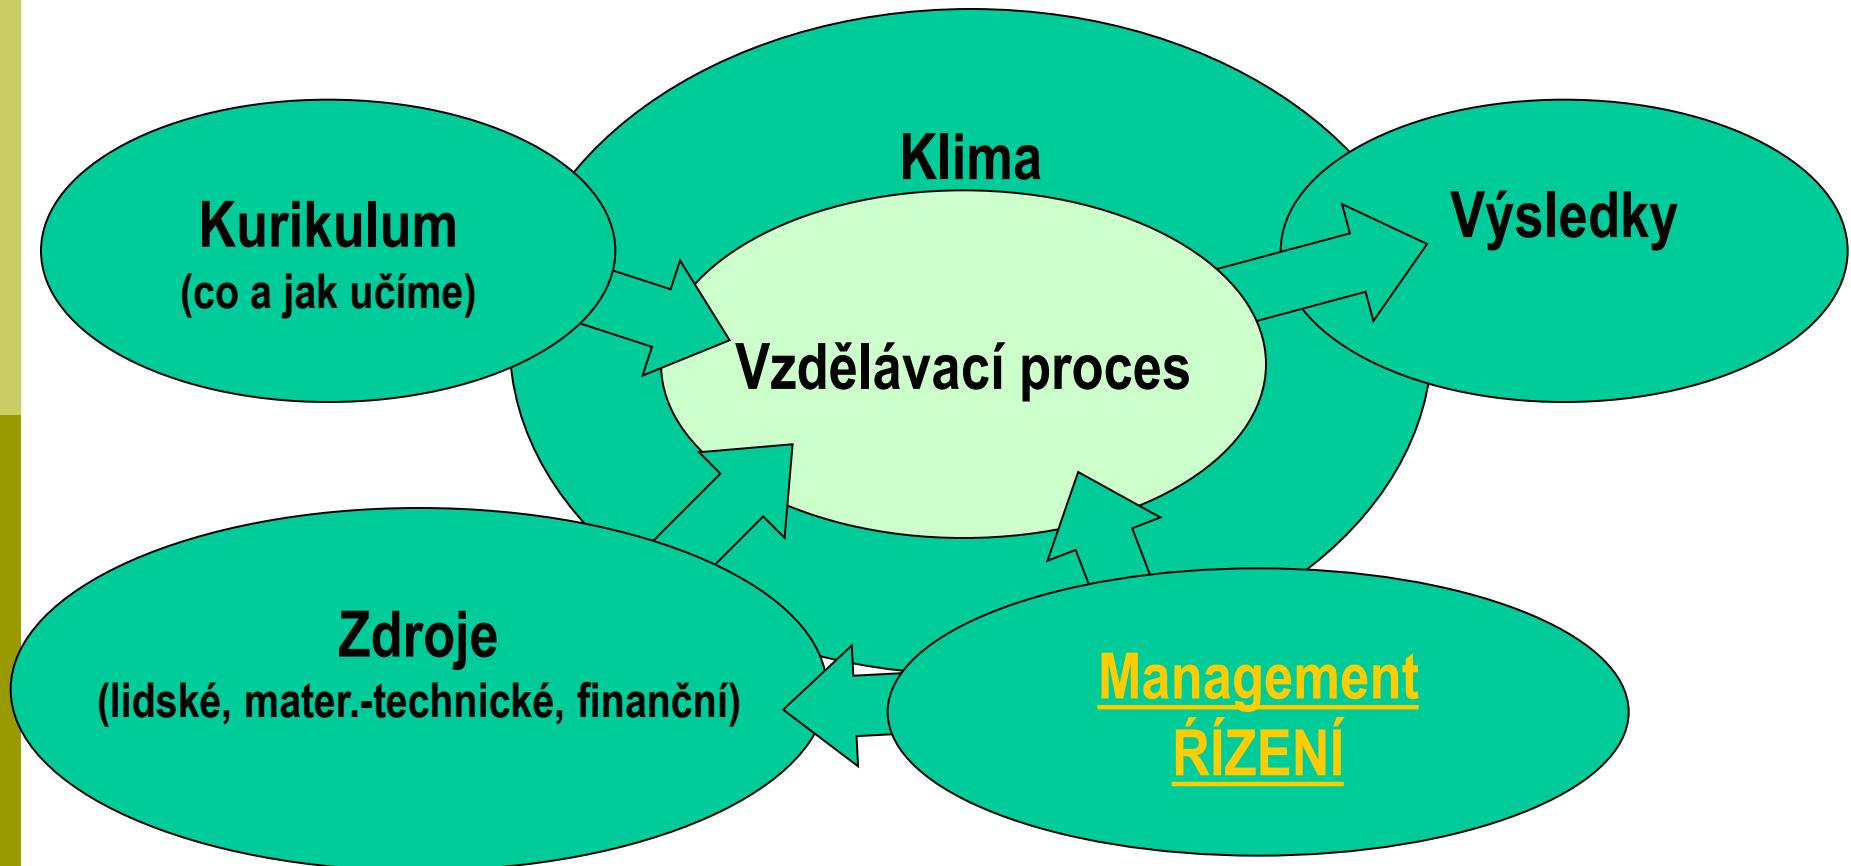 Klima
Kurikulum
(co a jak učíme)
Výsledky
Vzdělávací proces
Zdroje
(lidské, mater.-technické, finanční)
Management
ŘÍZENÍ